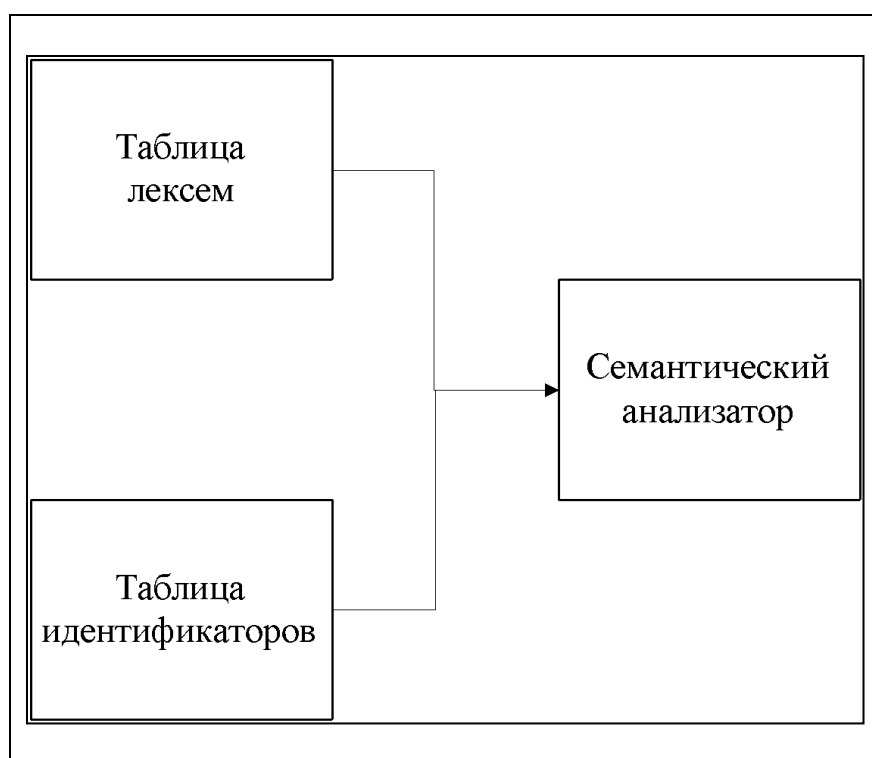 Таблица
лексем
Семантический
анализатор
Таблица
идентификаторов